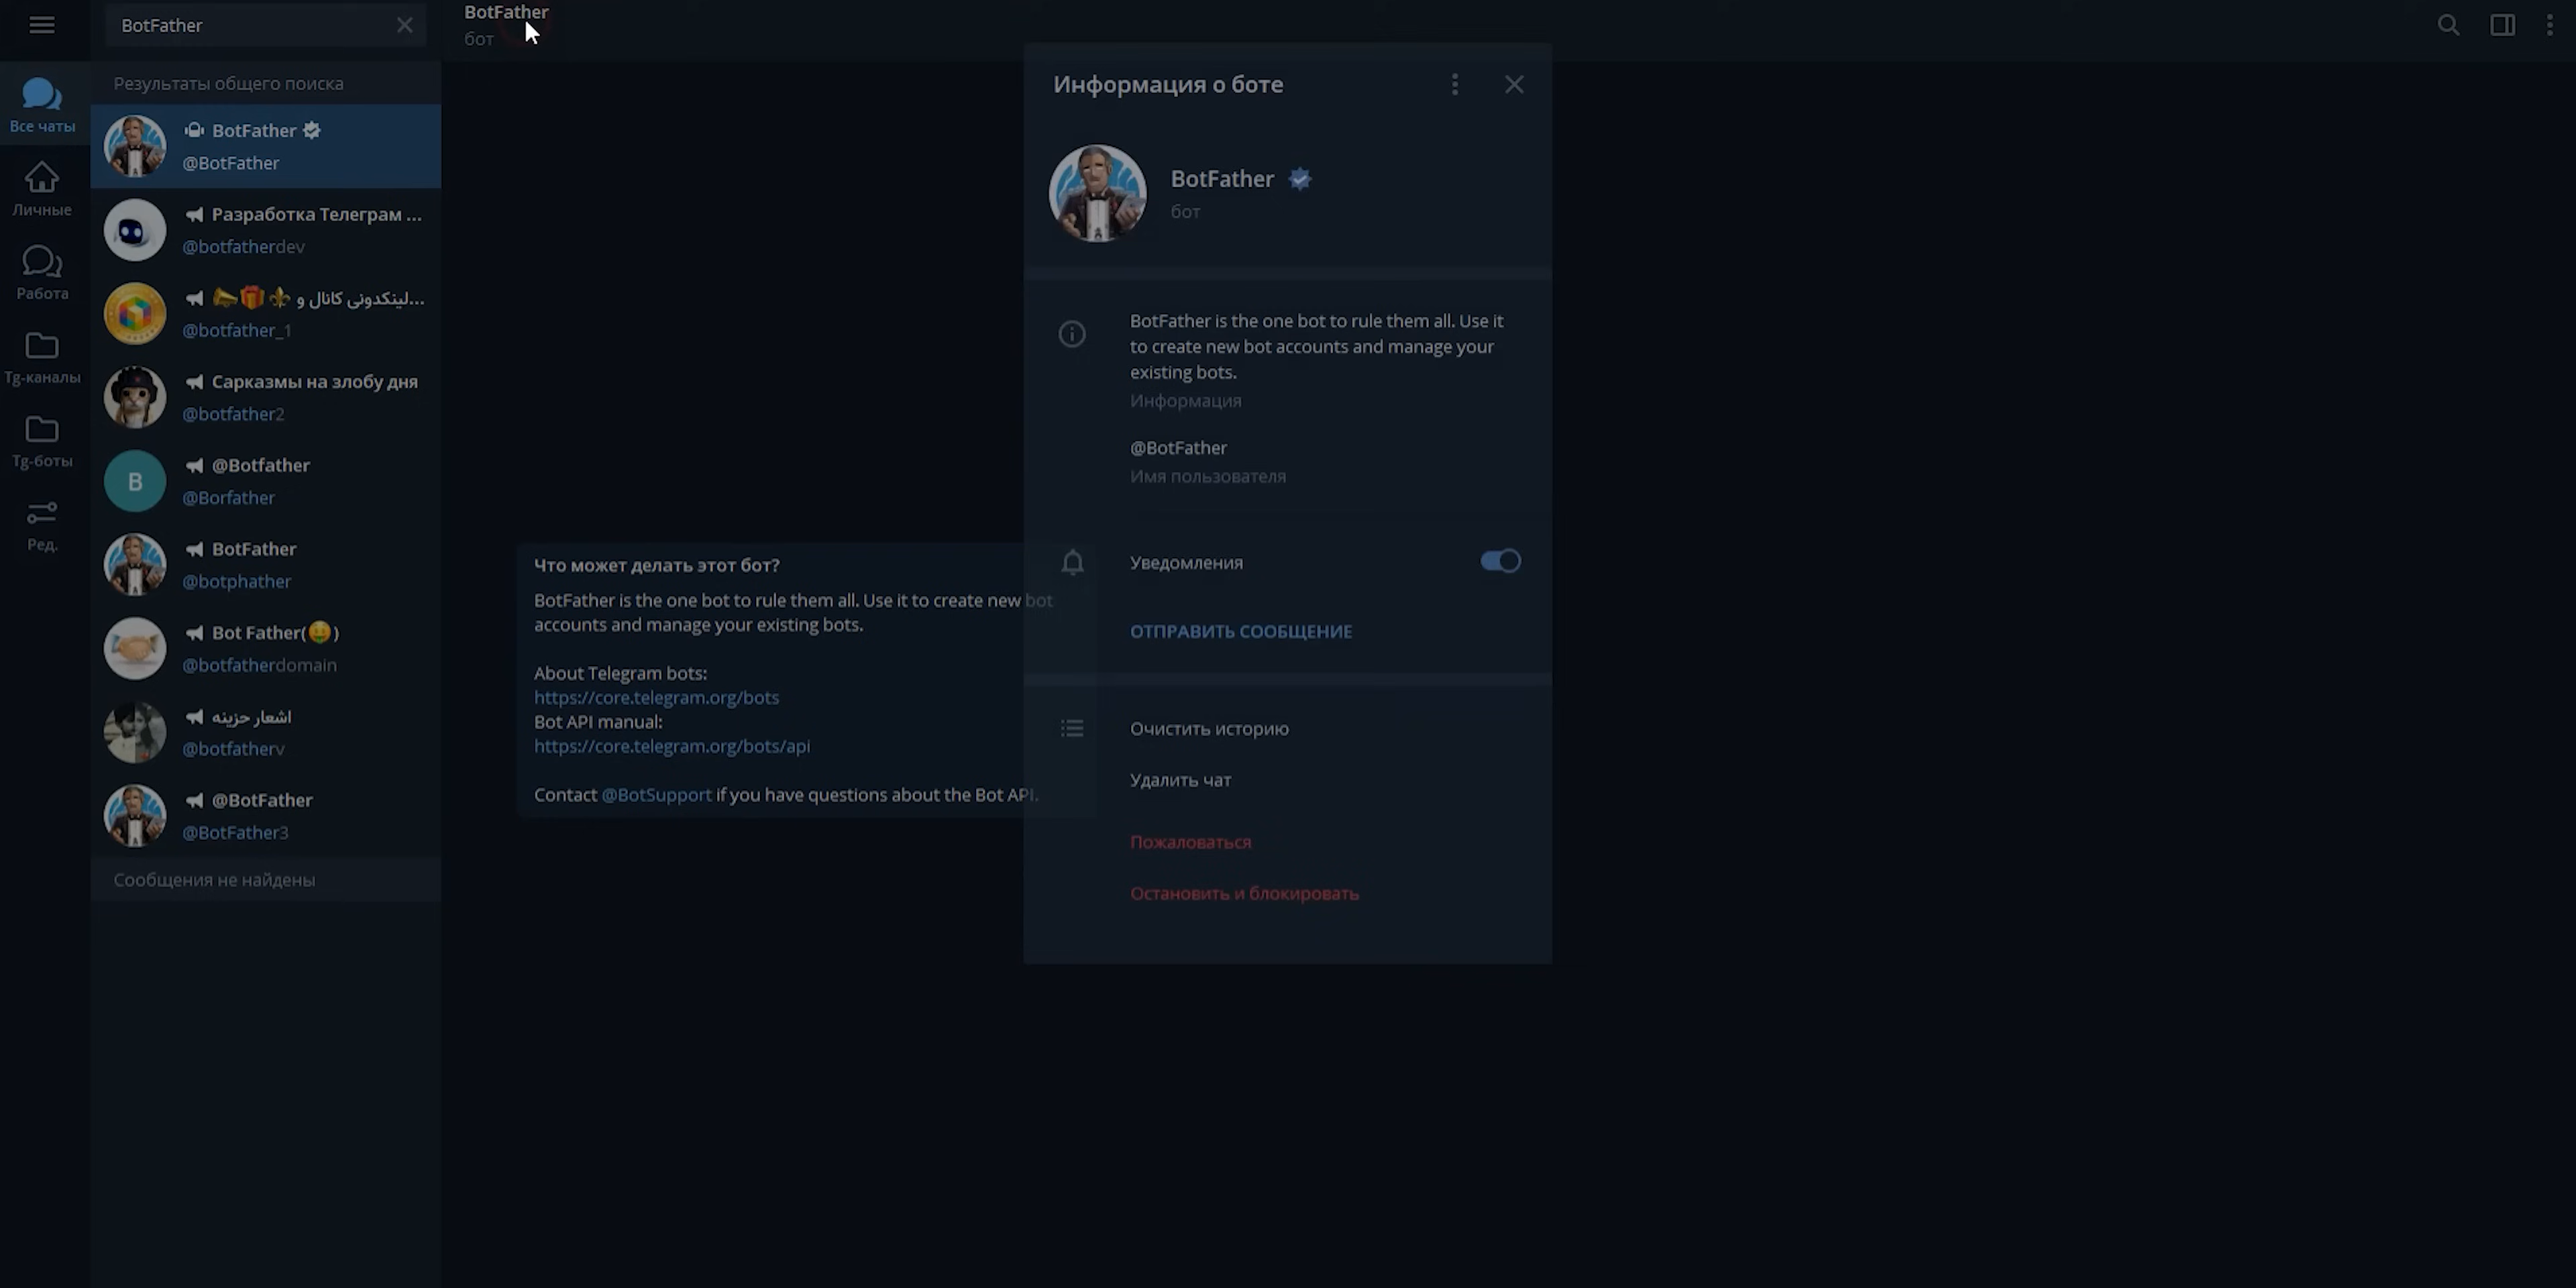 BotFather
Все чаты
Личные
Работа
Tg-каналы
Tg-боты
Ред.
Результаты общего поиска
BotFather
@BotFather
Разработка Телеграм ...
@botfatherdev
لینکدونی کانال و...
@botfather_1
Сарказмы на злобу дня
@botfather2
B
@Botfather
@Borfather
BotFather
@botphather
Bot Father(🤑)
@botfatherdomain
اشعار حزینه
@botfatherv
@BotFather
@BotFather3
Сообщения не найдены
BotFather
бот
Что может делать этот бот?
BotFather is the one bot to rule them all. Use it to create new bot
accounts and manage your existing bots.
About Telegram bots:
https://core.telegram.org/bots
Bot API manual:
https://core.telegram.org/bots/api
Contact @BotSupport if you have questions about the Bot API.
Информация о боте
BotFather
бот
BotFather is the one bot to rule them all. Use it
to create new bot accounts and manage your
existing bots.
Информация
@BotFather
Имя пользователя
Уведомления
ОТПРАВИТЬ СООБЩЕНИЕ
Очистить историю
Удалить чат
Пожаловаться
Остановить и блокировать